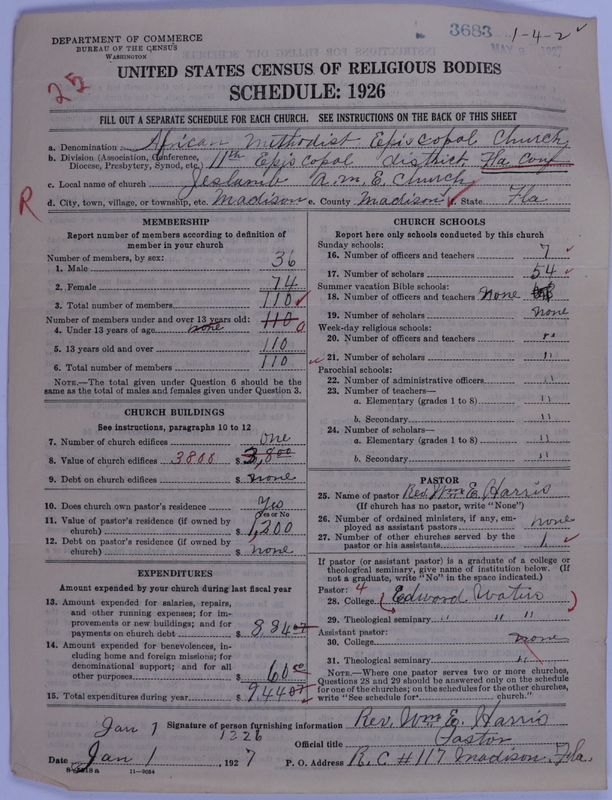 3683 1-4-2
DEPARTMENT OF COMMERCE
BUREAU OF THE CENSUS
WASHINGTON
MAY
25
UNITED STATES CENSUS OF RELIGIOUS BODIES
SCHEDULE: 1926
FILL OUT A SEPARATE SCHEDULE FOR EACH CHURCH. SEE INSTRUCTIONS ON THE BACK OF THIS SHEET
a. Denomination African Methodist Episcopal Church
b. Division (Association, Conference, Diocese, Presbytery, Synod, etc.) 11th Episcopal district Fla Conf
c. Local name of church Jeslamb A.M.E. Church
d. City, town, village, or township, etc. Madison e. County Madison State Fla
R
MEMBERSHIP
Report number of members according to definition of
member in your church
Number of members, by sex:
1. Male 36
2. Female 74
3. Total number of members 110
Number of members under and over 13 years old: 110
4. Under 13 years of age none 0
5. 13 years old and over 110
6. Total number of members 110
NOTE.—The total given under Question 6 should be the
same as the total of males and females given under Question 3.
CHURCH BUILDINGS
See instructions, paragraphs 10 to 12
7. Number of church edifices one
8. Value of church edifices 3800 $ 3,800
9. Debt on church edifices $ none
10. Does church own pastor's residence Yes
(Yes or No)
11. Value of pastor's residence (if owned by
church) $ 1,200
12. Debt on pastor's residence (if owned by
church) $ none
EXPENDITURES
Amount expended by your church during last fiscal year
13. Amount expended for salaries, repairs,
and other running expenses; for im-
provements or new buildings; and for
payments on church debt $ 884.07
14. Amount expended for benevolences, in-
cluding home and foreign missions; for
denominational support; and for all
other purposes $ 60.00
15. Total expenditures during year $ 944.07
CHURCH SCHOOLS
Report here only schools conducted by this church
Sunday schools:
16. Number of officers and teachers 7
17. Number of scholars 54
Summer vacation Bible schools:
18. Number of officers and teachers none
19. Number of scholars none
Week-day religious schools:
20. Number of officers and teachers "
21. Number of scholars "
Parochial schools:
22. Number of administrative officers "
23. Number of teachers—
a. Elementary (grades 1 to 8) "
b. Secondary "
24. Number of scholars—
a. Elementary (grades 1 to 8) "
b. Secondary "
PASTOR
25. Name of pastor Rev. Wm E. Harris
(If church has no pastor, write "None")
26. Number of ordained ministers, if any, em-
ployed as assistant pastors none
27. Number of other churches served by the
pastor or his assistants 1
If pastor (or assistant pastor) is a graduate of a college or
theological seminary, give name of institution below. (If
not a graduate, write "No" in the space indicated.)
Pastor: 4
28. College (Edward Waters)
29. Theological seminary " " "
Assistant pastor:
30. College none
31. Theological seminary "
NOTE.—Where one pastor serves two or more churches,
Questions 28 and 29 should be answered only on the schedule
for one of the churches; on the schedules for the other churches,
write "See schedule for church."
Jan 1 1326
Signature of person furnishing information Rev. Wm E. Harris
Official title Pastor
Date Jan 1, 1927 P. O. Address R. C # 117 Madison, Fla.
8-5518 a 11—9064